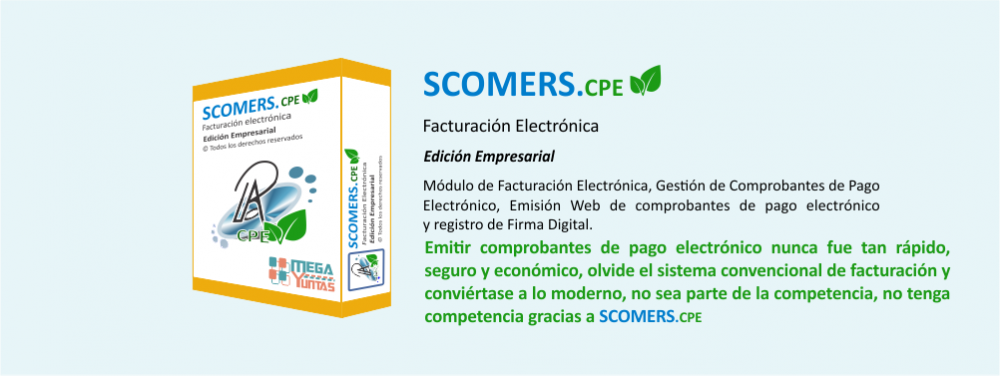 SCOMERS.CPE
Facturación electrónica
Edición Empresarial
© Todos los derechos reservados
CPE
MEGA
YUNTAS
SCOMERS.CPE
Facturación Electrónica
Edición Empresarial
© Todos los derechos reservados
SCOMERS.CPE
Facturación Electrónica
Edición Empresarial
Módulo de Facturación Electrónica, Gestión de Comprobantes de Pago
Electrónico, Emisión Web de comprobantes de pago electrónico
y registro de Firma Digital.
Emitir comprobantes de pago electrónico nunca fue tan rápido,
seguro y económico, olvide el sistema convencional de facturación y
conviértase a lo moderno, no sea parte de la competencia, no tenga
competencia gracias a SCOMERS.CPE